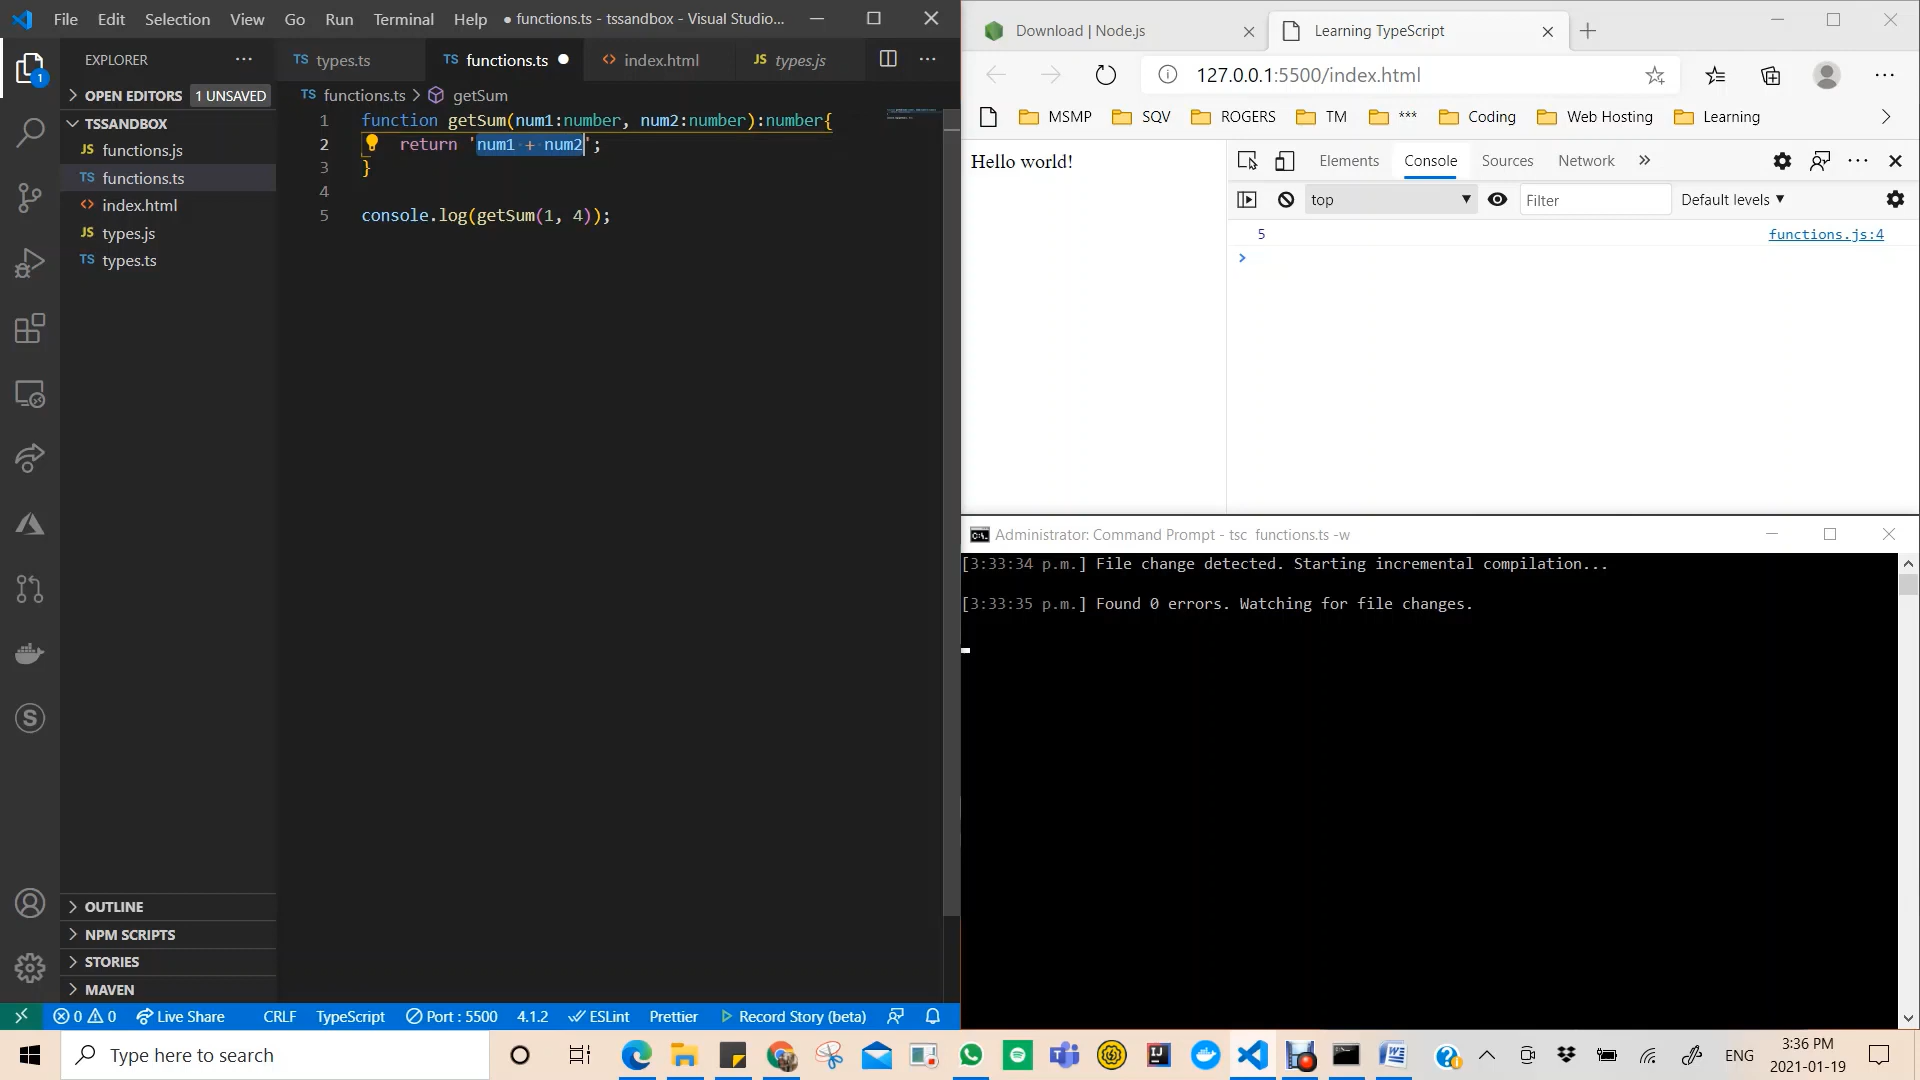 File Edit Selection View Go Run Terminal Help ● functions.ts - tssandbox - Visual Studio...
EXPLORER
OPEN EDITORS 1 UNSAVED
TSSANDBOX
JS functions.js
TS functions.ts
index.html
JS types.js
TS types.ts
OUTLINE
NPM SCRIPTS
STORIES
MAVEN
TS types.ts TS functions.ts index.html JS types.js
TS functions.ts > getSum
1 function getSum(num1:number, num2:number):number{
2 return 'num1 + num2';
3 }
4
5 console.log(getSum(1, 4));
0 0 Live Share CRLF TypeScript Port : 5500 4.1.2 ESLint Prettier Record Story (beta)
Download | Node.js Learning TypeScript
127.0.0.1:5500/index.html
MSMP SQV ROGERS TM *** Coding Web Hosting Learning
Hello world!
Elements Console Sources Network
top Filter Default levels
5 functions.js:4
Administrator: Command Prompt - tsc functions.ts -w
[3:33:34 p.m.] File change detected. Starting incremental compilation...
[3:33:35 p.m.] Found 0 errors. Watching for file changes.
Type here to search
ENG
3:36 PM
2021-01-19